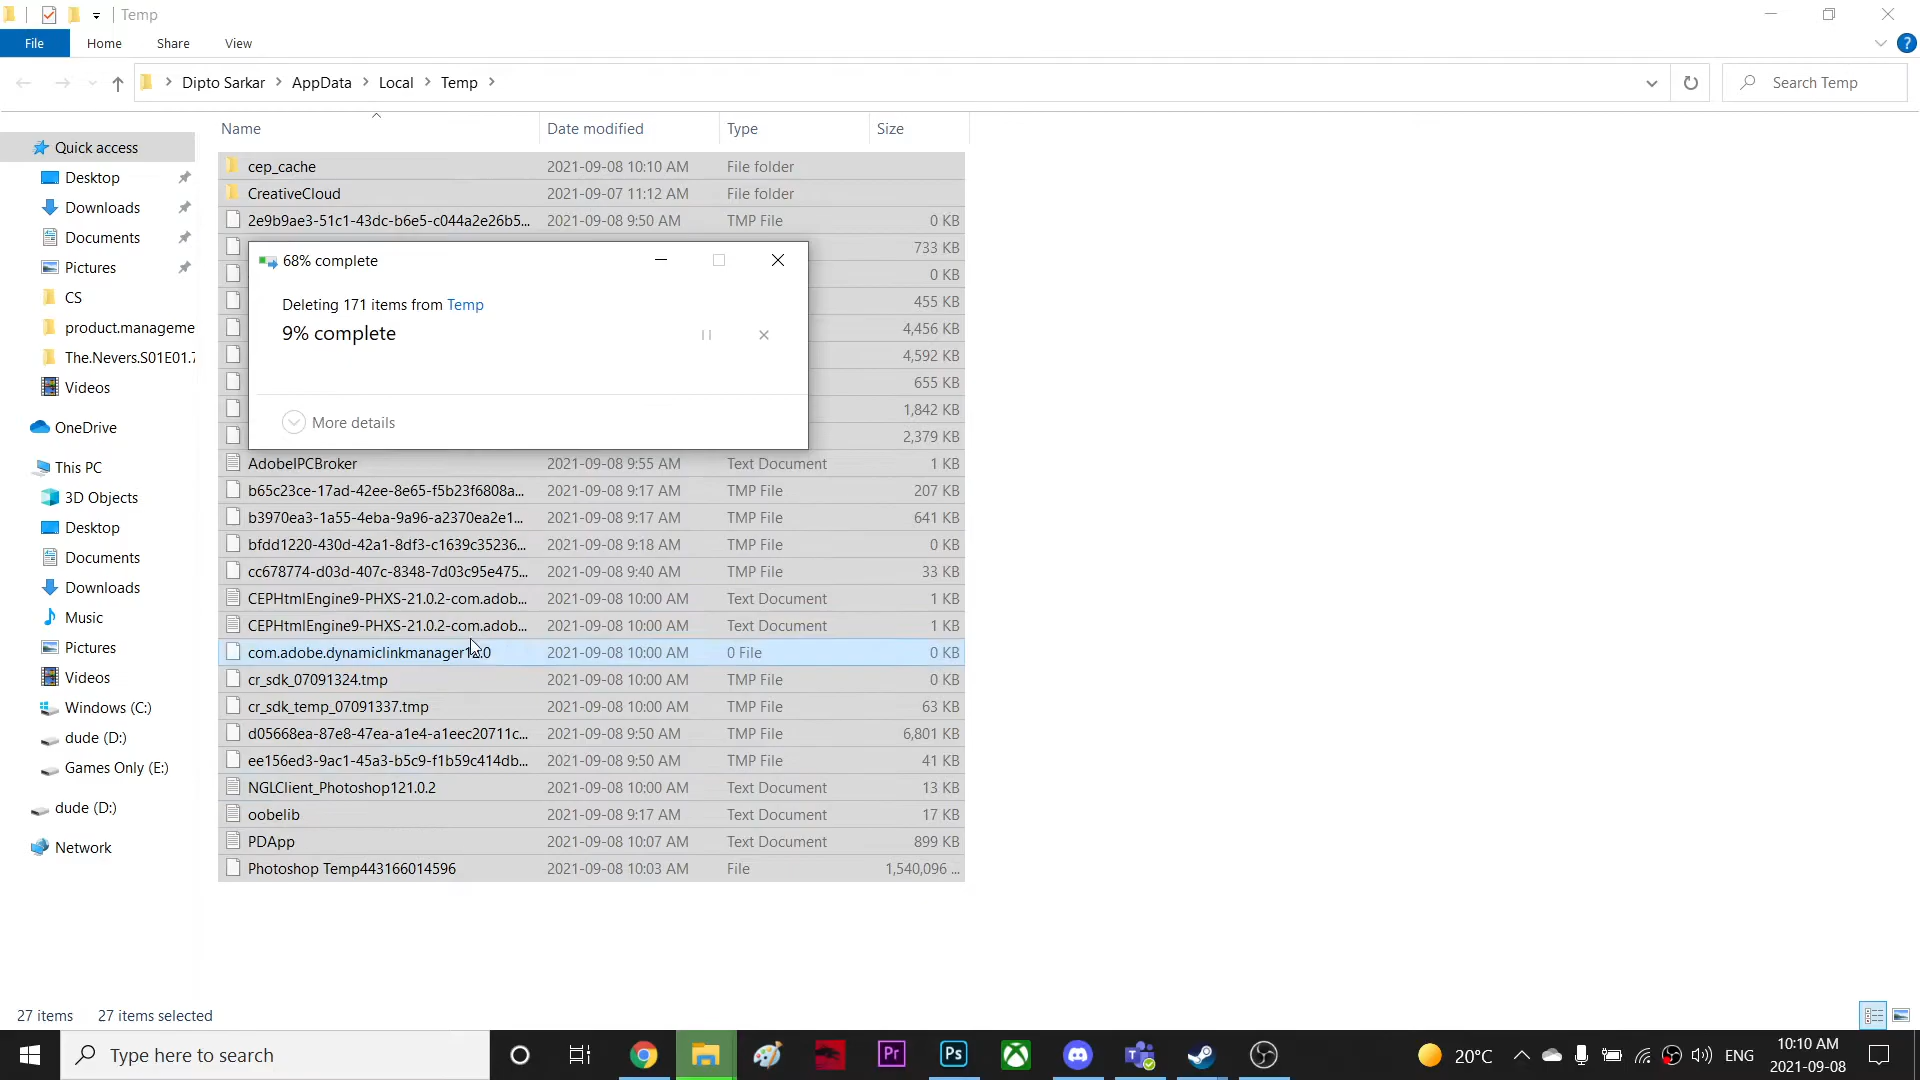 Temp
File Home Share View ?
Dipto Sarkar AppData Local Temp Search Temp
Name Date modified Type Size
Quick access
Desktop
Downloads
Documents
Pictures
CS
product.manageme
The.Nevers.S01E01.7
Videos
OneDrive
This PC
3D Objects
Desktop
Documents
Downloads
Music
Pictures
Videos
Windows (C:)
dude (D:)
Games Only (E:)
dude (D:)
Network
cep_cache 2021-09-08 10:10 AM File folder
CreativeCloud 2021-09-07 11:12 AM File folder
2e9b9ae3-51c1-43dc-b6e5-c044a2e26b5... 2021-09-08 9:50 AM TMP File 0 KB
733 KB
0 KB
455 KB
4,456 KB
4,592 KB
655 KB
1,842 KB
2,379 KB
68% complete
Deleting 171 items from Temp
9% complete
More details
AdobeIPCBroker 2021-09-08 9:55 AM Text Document 1 KB
b65c23ce-17ad-42ee-8e65-f5b23f6808a... 2021-09-08 9:17 AM TMP File 207 KB
b3970ea3-1a55-4eba-9a96-a2370ea2e1... 2021-09-08 9:17 AM TMP File 641 KB
bfdd1220-430d-42a1-8df3-c1639c35236... 2021-09-08 9:18 AM TMP File 0 KB
cc678774-d03d-407c-8348-7d03c95e475... 2021-09-08 9:40 AM TMP File 33 KB
CEPHtmlEngine9-PHXS-21.0.2-com.adob... 2021-09-08 10:00 AM Text Document 1 KB
CEPHtmlEngine9-PHXS-21.0.2-com.adob... 2021-09-08 10:00 AM Text Document 1 KB
2021-09-08 10:00 AM 0 File 0 KB
cr_sdk_07091324.tmp 2021-09-08 10:00 AM TMP File 0 KB
cr_sdk_temp_07091337.tmp 2021-09-08 10:00 AM TMP File 63 KB
d05668ea-87e8-47ea-a1e4-a1eec20711c... 2021-09-08 9:50 AM TMP File 6,801 KB
ee156ed3-9ac1-45a3-b5c9-f1b59c414db... 2021-09-08 9:50 AM TMP File 41 KB
NGLClient_Photoshop121.0.2 2021-09-08 10:00 AM Text Document 13 KB
oobelib 2021-09-08 9:17 AM Text Document 17 KB
PDApp 2021-09-08 10:07 AM Text Document 899 KB
Photoshop Temp443166014596 2021-09-08 10:03 AM File 1,540,096 ...
27 items 27 items selected
Type here to search Pr Ps 20°C ENG 10:10 AM
2021-09-08